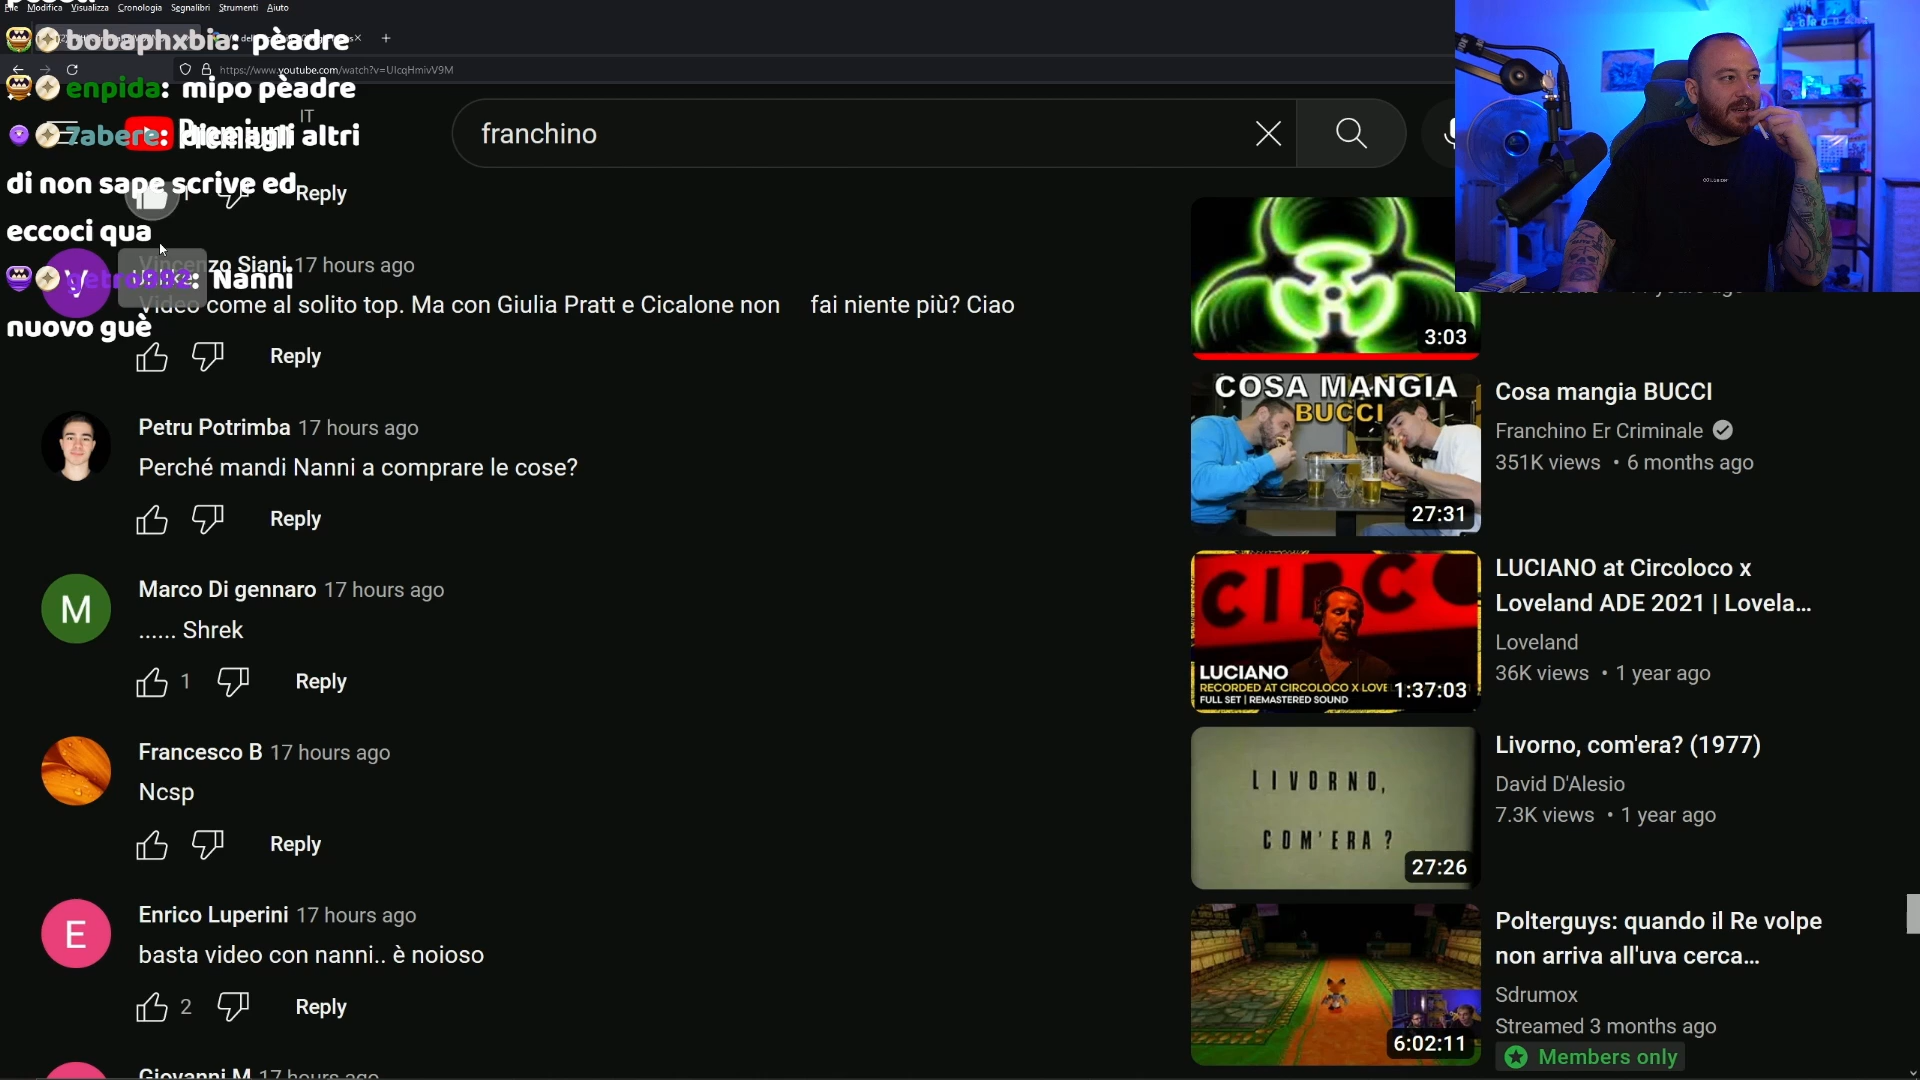 File Modifica Visualizza Cronologia Segnalibri Strumenti Aiuto
bobaphxbia: pèadre
https://www.youtube.com/watch?v=UlcqHmivV9M
enpida: mipo pèadre
IT
Premium
7abere: dice agli altri
di non sape scrive ed
eccoci qua
franchino
Reply
Vincenzo Siani 17 hours ago
getro992: Nanni
nuovo guè
Video come al solito top. Ma con Giulia Pratt e Cicalone non fai niente più? Ciao
Reply
Petru Potrimba 17 hours ago
Perché mandi Nanni a comprare le cose?
Reply
M
Marco Di gennaro 17 hours ago
...... Shrek
1 Reply
Francesco B 17 hours ago
Ncsp
Reply
E
Enrico Luperini 17 hours ago
basta video con nanni.. è noioso
2 Reply
Giovanni M 17 hours ago
3:03
COSA MANGIA
BUCCI
27:31
Cosa mangia BUCCI
Franchino Er Criminale
351K views • 6 months ago
CIRCO
LUCIANO
RECORDED AT CIRCOLOCO X LOVE
FULL SET | REMASTERED SOUND
1:37:03
LUCIANO at Circoloco x
Loveland ADE 2021 | Lovela...
Loveland
36K views • 1 year ago
LIVORNO,
COM'ERA?
27:26
Livorno, com'era? (1977)
David D'Alesio
7.3K views • 1 year ago
6:02:11
Polterguys: quando il Re volpe
non arriva all'uva cerca...
Sdrumox
Streamed 3 months ago
Members only